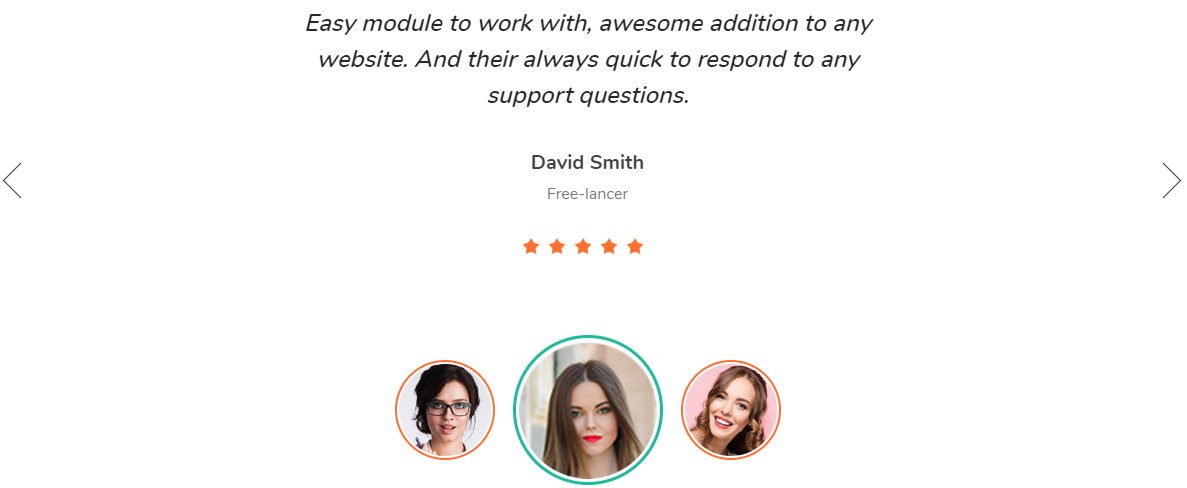 Easy module to work with, awesome addition to any
website. And their always quick to respond to any
support questions.
David Smith
Free-lancer